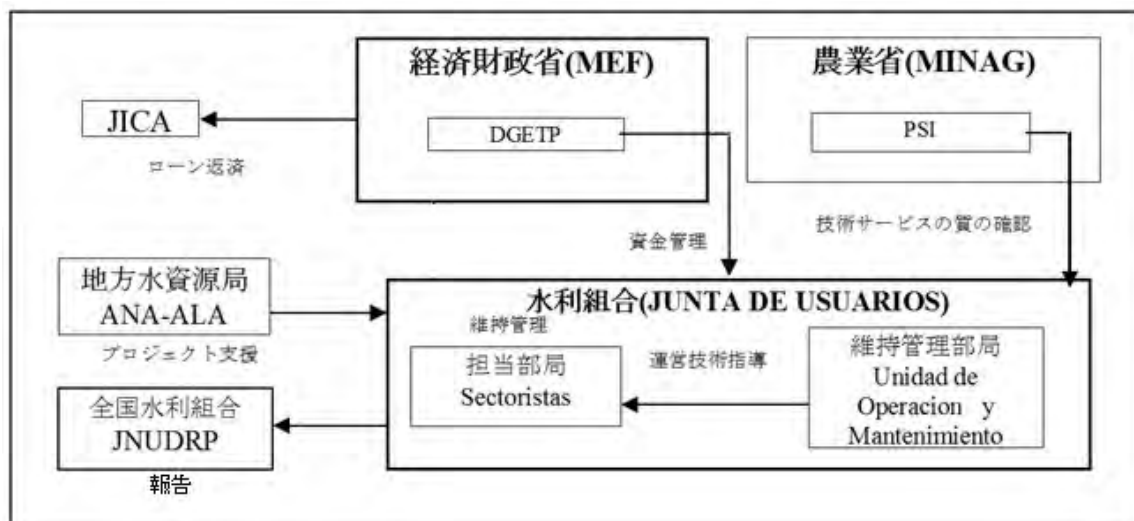 経済財政省(MEF)
DGETP
農業省(MINAG)
PSI
JICA
ローン返済
資金管理
技術サービスの質の確認
地方水資源局
ANA-ALA
プロジェクト支援
全国水利組合
JNUDRP
報告
水利組合(JUNTA DE USUARIOS)
維持管理
担当部局
Sectoristas
運営技術指導
維持管理部局
Unidad de
Operacion y
Mantenimiento